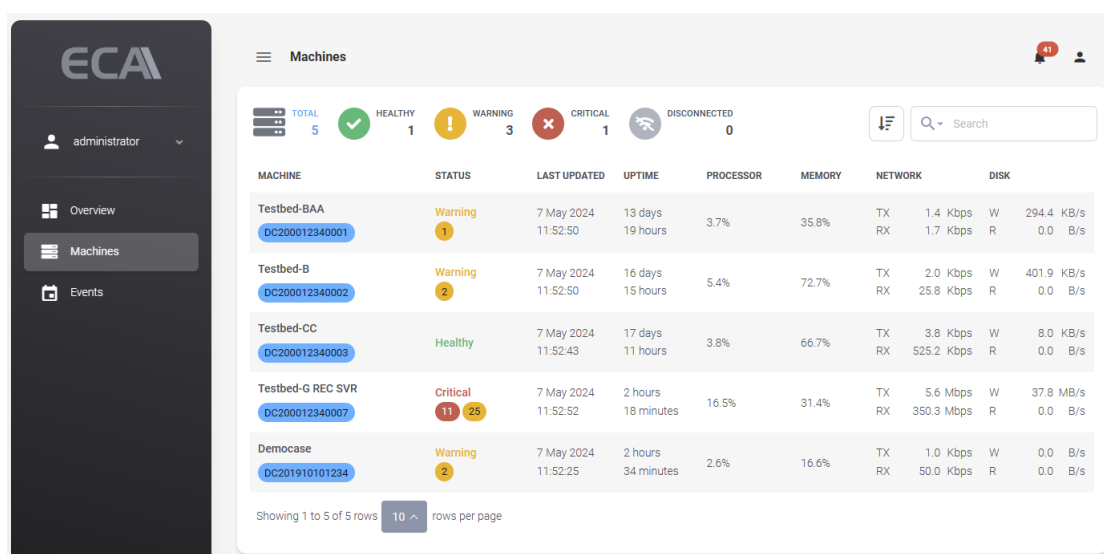 ECA
administrator
Overview
Machines
Events
Machines
41
TOTAL 5
HEALTHY 1
WARNING 3
CRITICAL 1
DISCONNECTED 0
Search
MACHINE STATUS LAST UPDATED UPTIME PROCESSOR MEMORY NETWORK DISK
Testbed-BAA Warning 7 May 2024 13 days 3.7% 35.8% TX 1.4 Kbps W 294.4 KB/s
DC200012340001 1 11:52:50 19 hours RX 1.7 Kbps R 0.0 B/s
Testbed-B Warning 7 May 2024 16 days 5.4% 72.7% TX 2.0 Kbps W 401.9 KB/s
DC200012340002 2 11:52:50 15 hours RX 25.8 Kbps R 0.0 B/s
Testbed-CC Healthy 7 May 2024 17 days 3.8% 66.7% TX 3.8 Kbps W 8.0 KB/s
DC200012340003 11:52:43 11 hours RX 525.2 Kbps R 0.0 B/s
Testbed-G REC SVR Critical 7 May 2024 2 hours 16.5% 31.4% TX 5.6 Mbps W 37.8 MB/s
DC200012340007 11 25 11:52:52 18 minutes RX 350.3 Mbps R 0.0 B/s
Democase Warning 7 May 2024 2 hours 2.6% 16.6% TX 1.0 Kbps W 0.0 B/s
DC201910101234 2 11:52:25 34 minutes RX 50.0 Kbps R 0.0 B/s
Showing 1 to 5 of 5 rows 10 rows per page